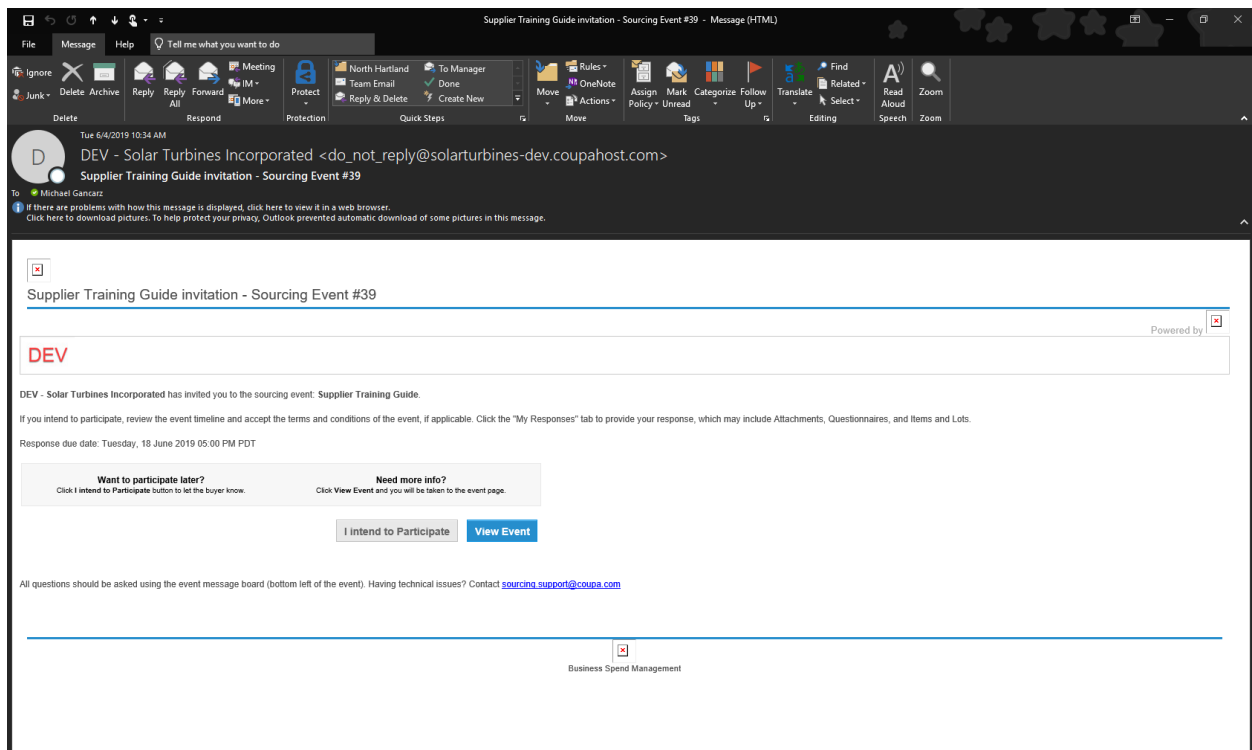 Supplier Training Guide invitation - Sourcing Event #39 - Message (HTML)
File Message Help Tell me what you want to do
Ignore
Junk
Delete Archive
Reply Reply All Forward
Meeting
IM
More
Protect
North Hartland To Manager
Team Email Done
Reply & Delete Create New
Move
Rules
OneNote
Actions
Assign Policy Mark Unread Categorize Follow Up
Translate
Find
Related
Select
Read Aloud
Zoom
Delete Respond Protection Quick Steps Move Tags Editing Speech Zoom
Tue 6/4/2019 10:34 AM
D
DEV - Solar Turbines Incorporated <do_not_reply@solarturbines-dev.coupahost.com>
Supplier Training Guide invitation - Sourcing Event #39
To Michael Gancarz
If there are problems with how this message is displayed, click here to view it in a web browser.
Click here to download pictures. To help protect your privacy, Outlook prevented automatic download of some pictures in this message.
Supplier Training Guide invitation - Sourcing Event #39
Powered by
DEV
DEV - Solar Turbines Incorporated has invited you to the sourcing event: Supplier Training Guide.
If you intend to participate, review the event timeline and accept the terms and conditions of the event, if applicable. Click the "My Responses" tab to provide your response, which may include Attachments, Questionnaires, and Items and Lots.
Response due date: Tuesday, 18 June 2019 05:00 PM PDT
Want to participate later?
Click I intend to Participate button to let the buyer know.
Need more info?
Click View Event and you will be taken to the event page.
I intend to Participate View Event
All questions should be asked using the event message board (bottom left of the event). Having technical issues? Contact sourcing.support@coupa.com
Business Spend Management